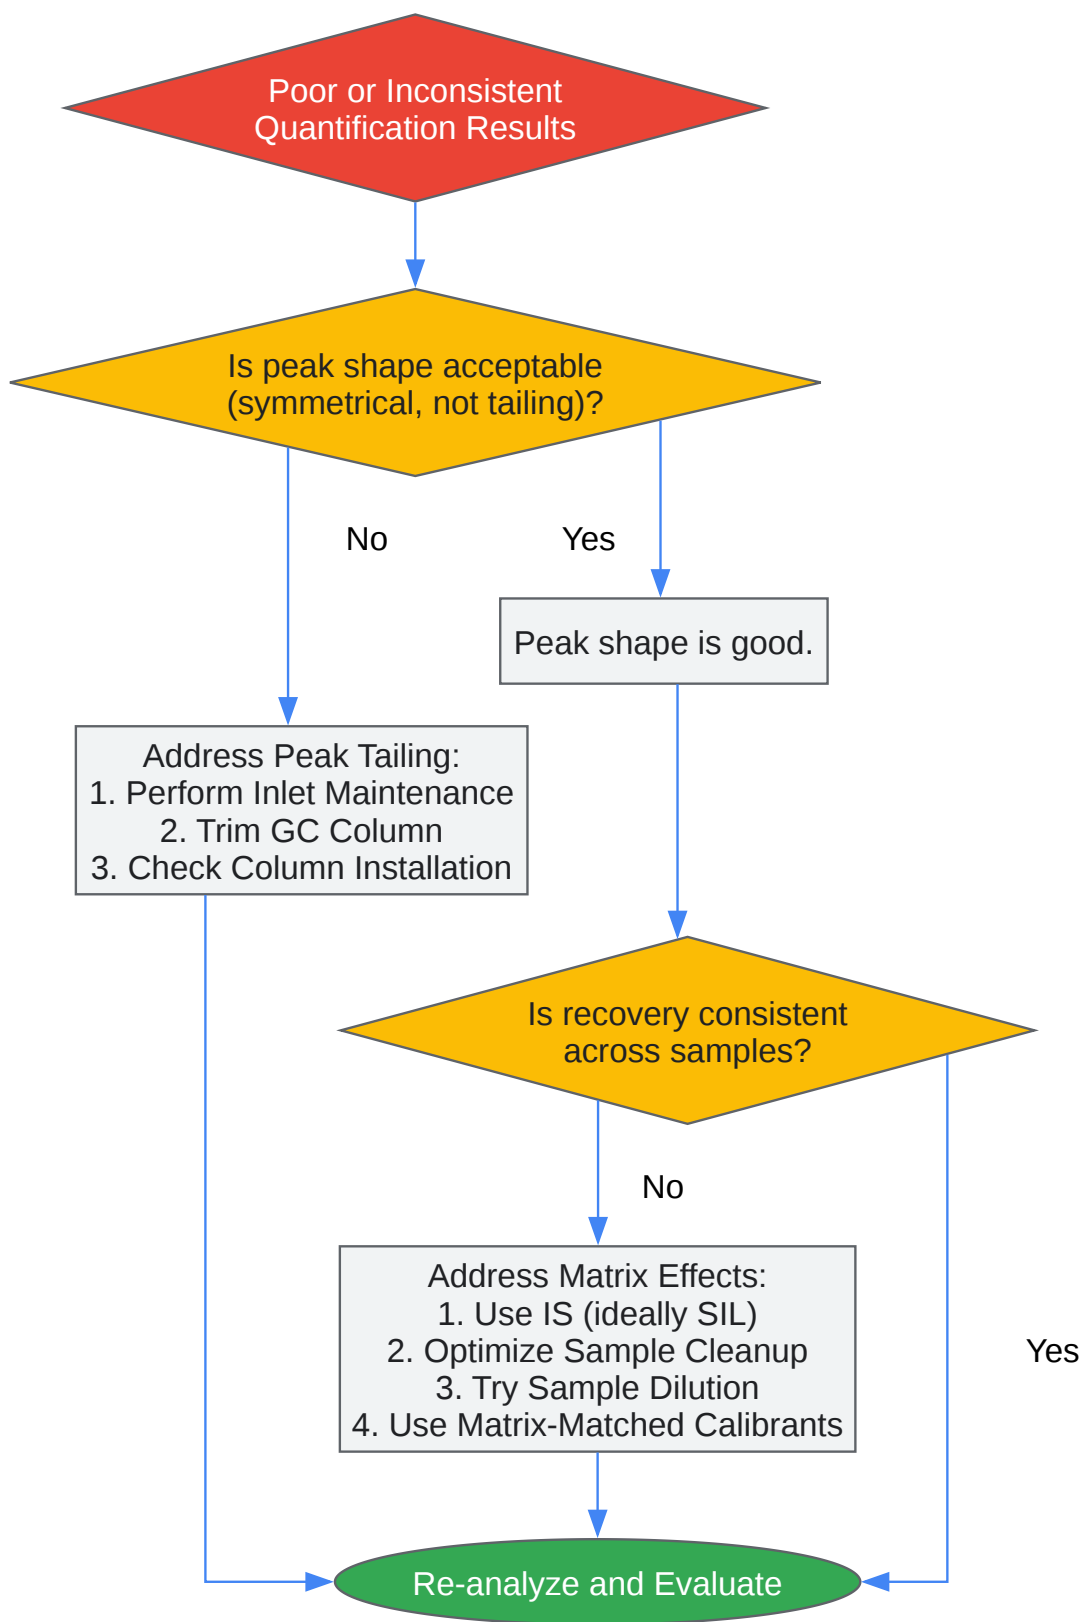 Poor or Inconsistent
Quantification Results
Is peak shape acceptable
(symmetrical, not tailing)?
No
Yes
Peak shape is good.
Address Peak Tailing:
1. Perform Inlet Maintenance
2. Trim GC Column
3. Check Column Installation
Is recovery consistent
across samples?
No
Address Matrix Effects:
1. Use IS (ideally SIL)
2. Optimize Sample Cleanup
3. Try Sample Dilution
4. Use Matrix-Matched Calibrants
Yes
Re-analyze and Evaluate